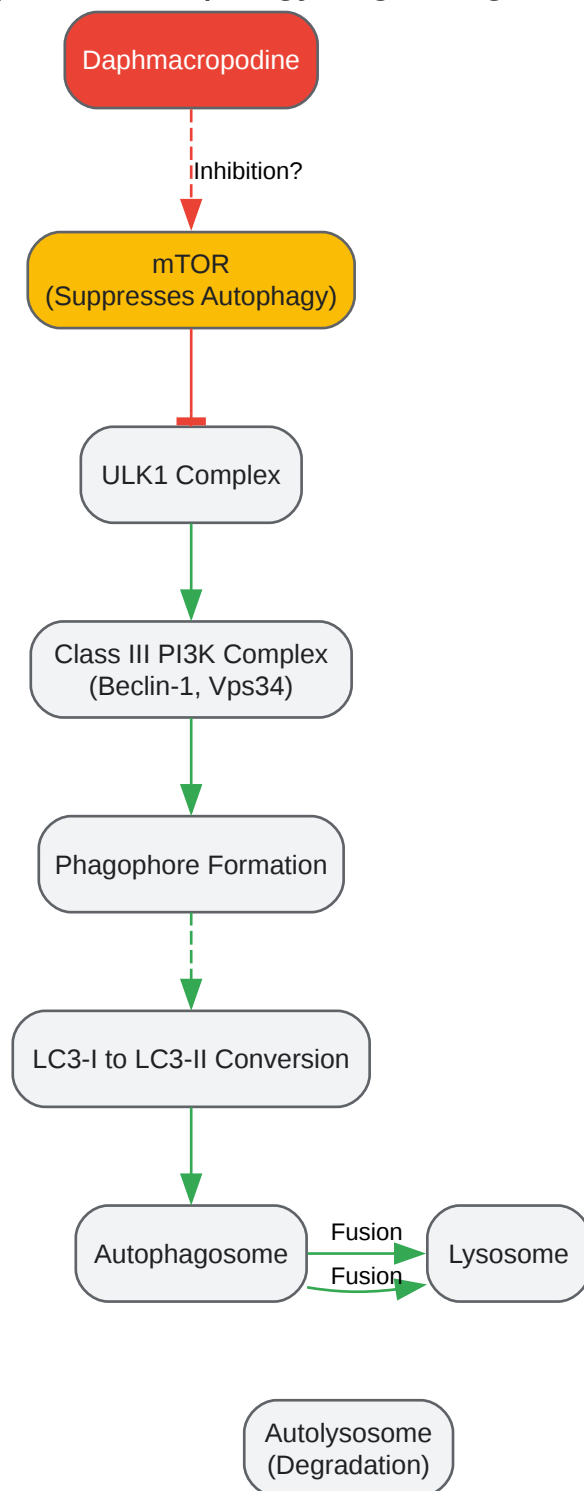 Daphmacropodine
Inhibition?
mTOR
(Suppresses Autophagy)
ULK1 Complex
Class III PI3K Complex
(Beclin-1, Vps34)
Phagophore Formation
LC3-I to LC3-II Conversion
Autophagosome
Fusion
Fusion
Lysosome
Autolysosome
(Degradation)